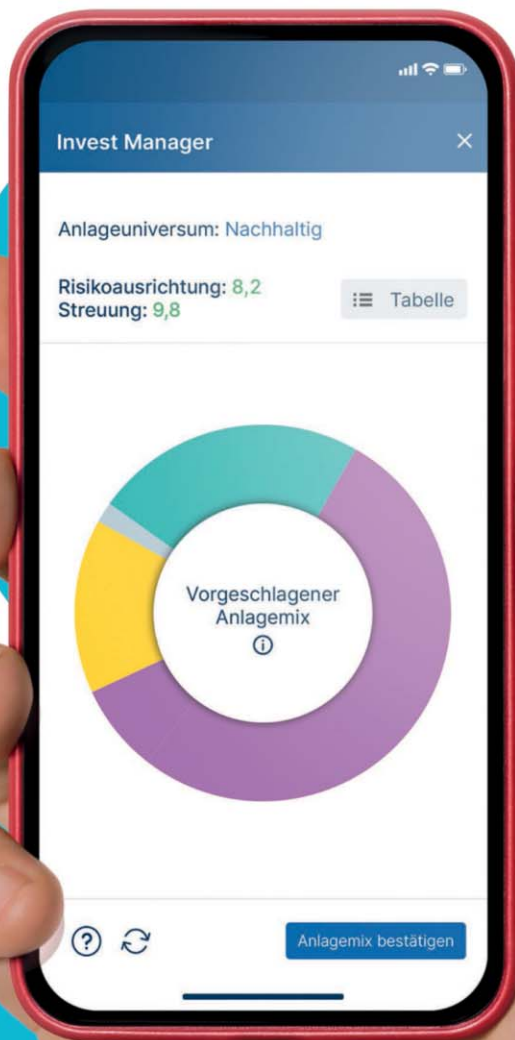 Invest Manager
Anlageuniversum: Nachhaltig
Risikoausrichtung: 8,2
Streuung: 9,8
Tabelle
Vorgeschlagener
Anlagemix
Anlagemix bestätigen